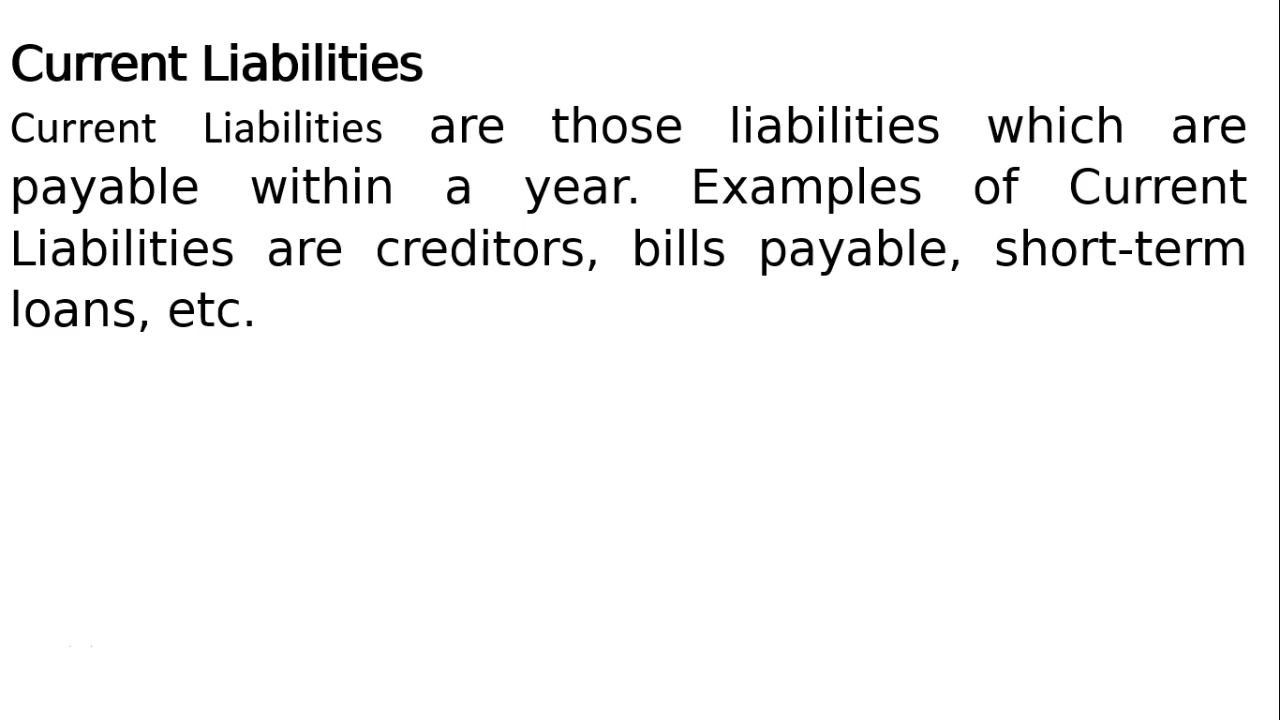 Current Liabilities
Current Liabilities are those liabilities which are
payable within a year. Examples of Current
Liabilities are creditors, bills payable, short-term
loans, etc.